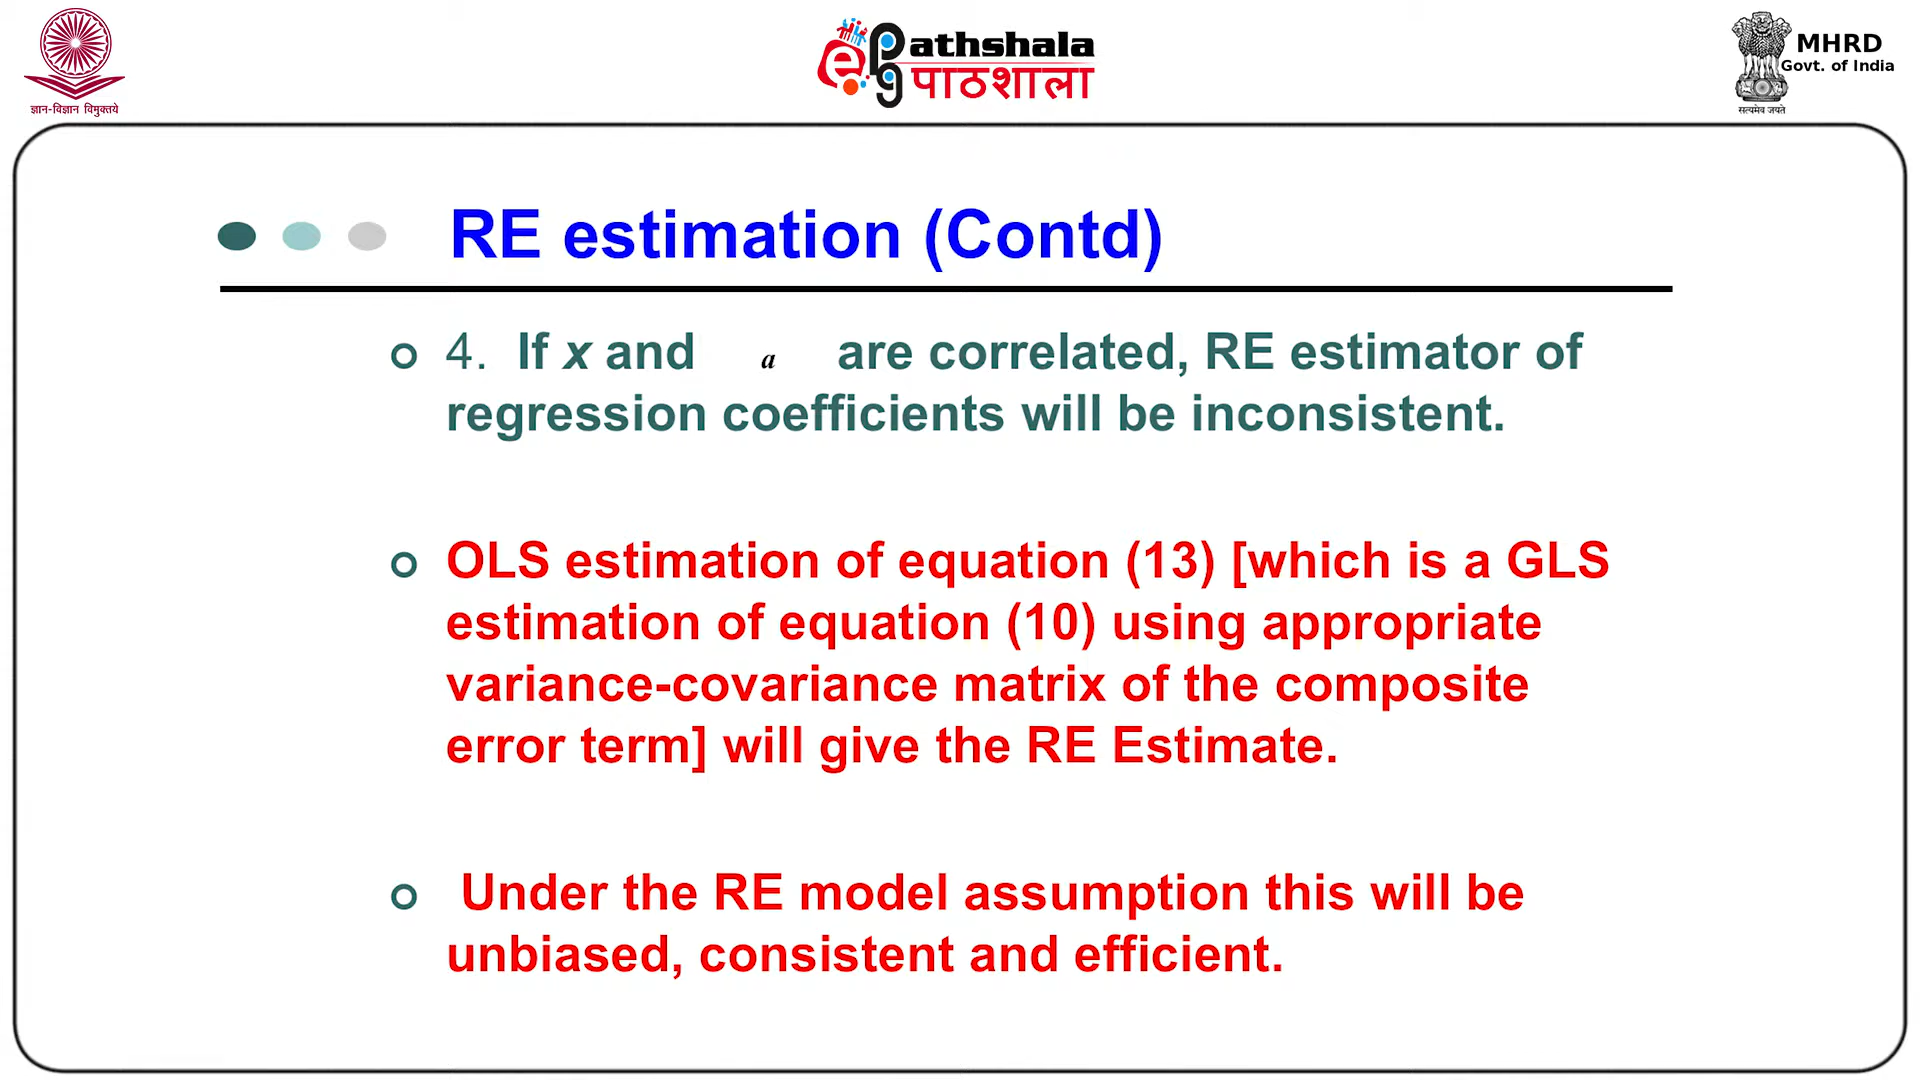 ज्ञान-विज्ञान विमुक्तये
e
pg
athshala
पाठशाला
MHRD
Govt. of India
सत्यमेव जयते
RE estimation (Contd)
4. If x and a are correlated, RE estimator of
regression coefficients will be inconsistent.
OLS estimation of equation (13) [which is a GLS
estimation of equation (10) using appropriate
variance-covariance matrix of the composite
error term] will give the RE Estimate.
Under the RE model assumption this will be
unbiased, consistent and efficient.